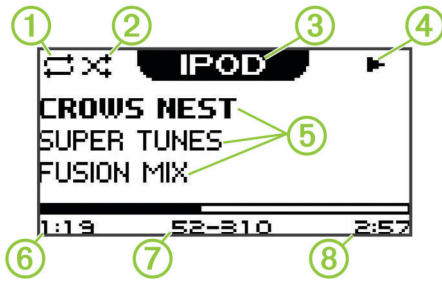 1 2 3 4
IPOD
CROWS NEST
SUPER TUNES 5
FUSION MIX
1:19 52-310 2:57
6 7 8